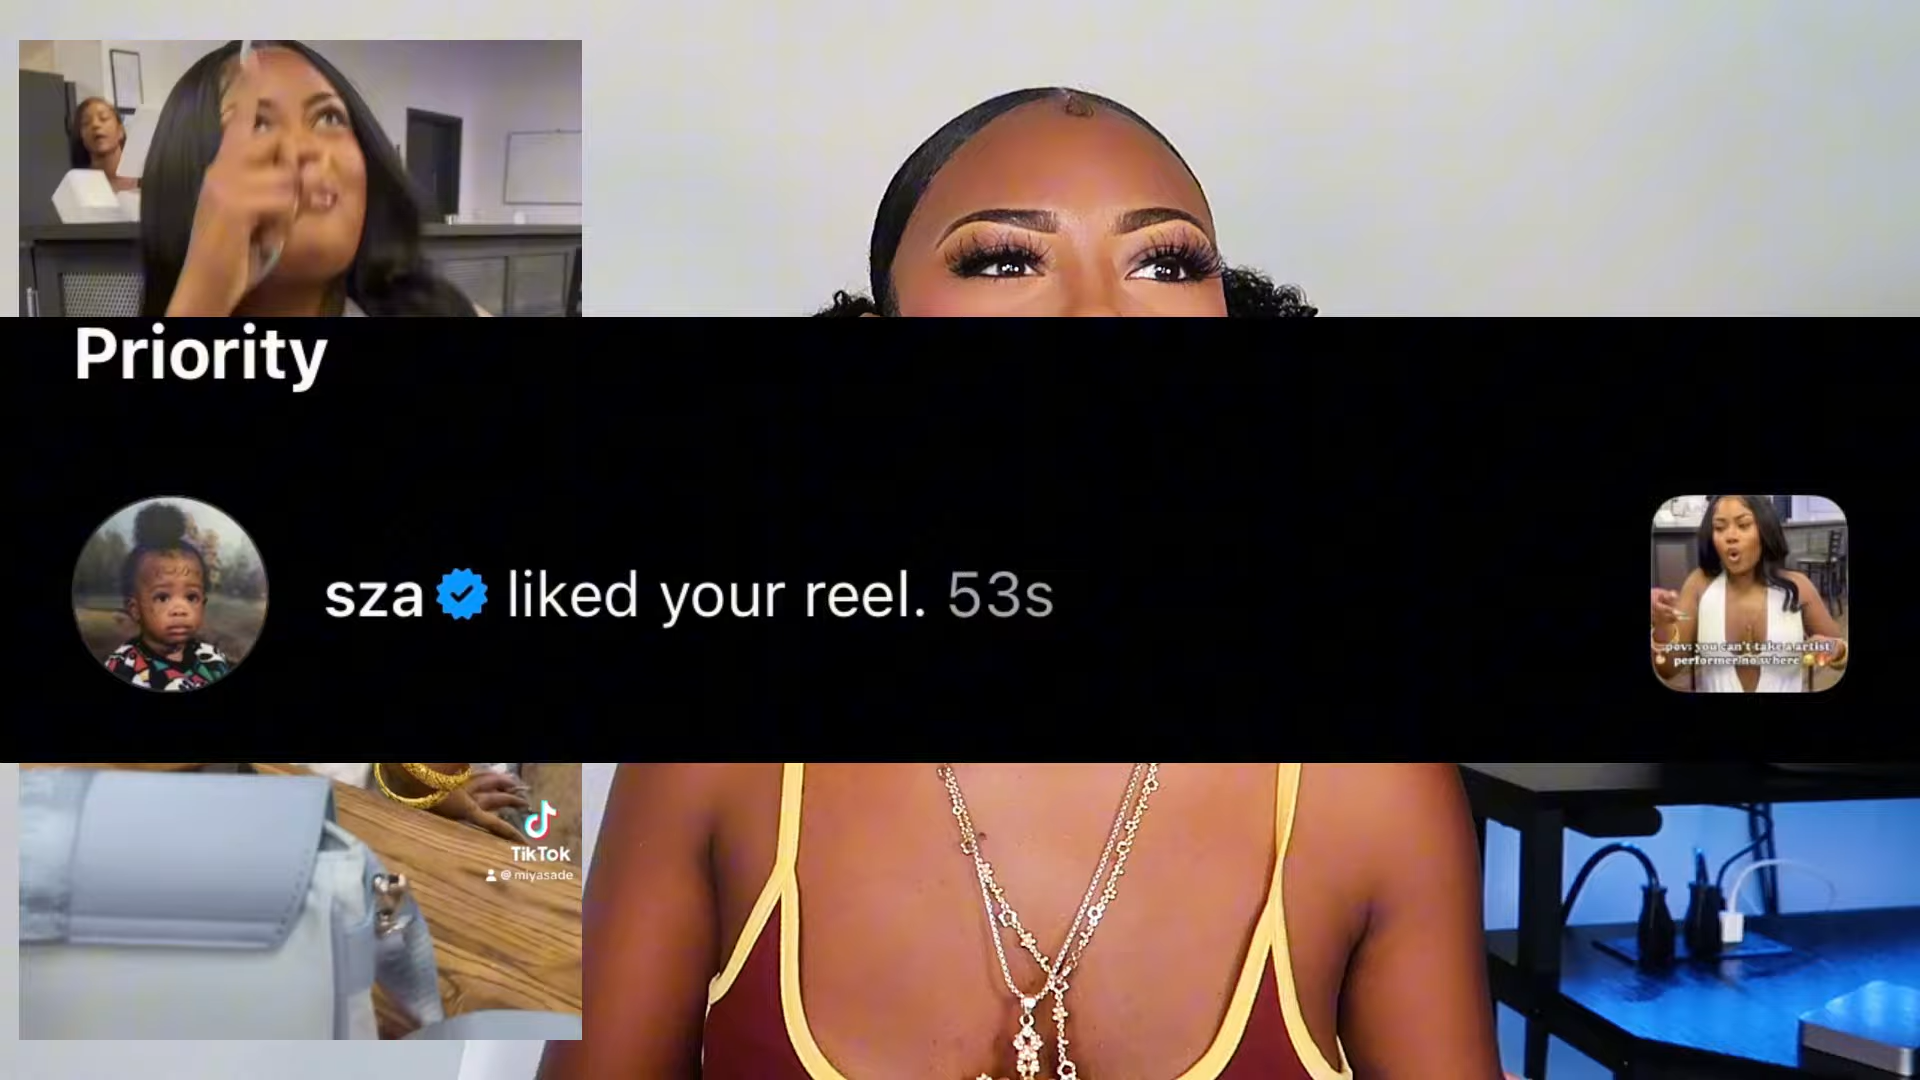 Priority
sza liked your reel. 53s
pov: you can't take a artist
performer no where
TikTok
@miyasade